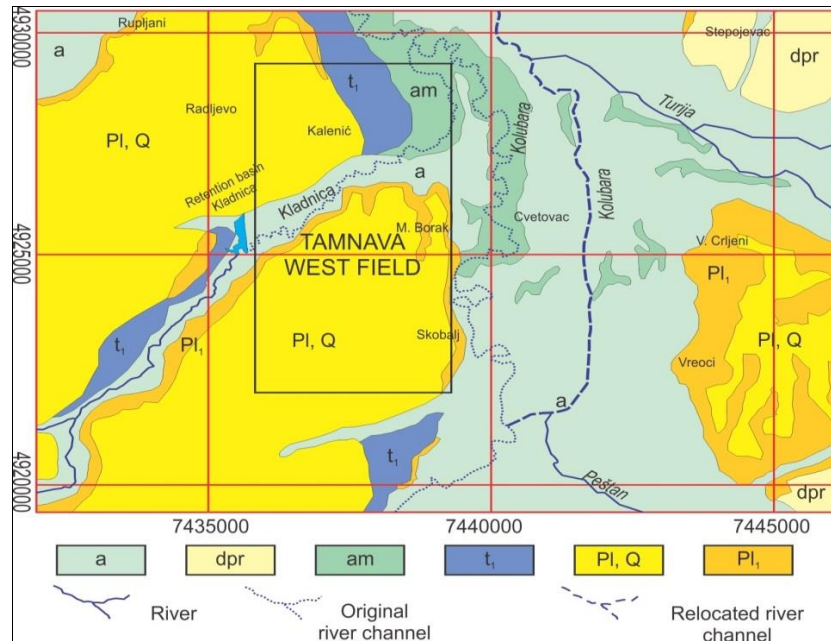 4930000
4925000
4920000
Rupljani
a
Stepojevac
dpr
t₁
am
Turija
Radljevo
Pl, Q
Kalenić
Kolubara
Retention basin
Kladnica
Kladnica
a
Kolubara
M. Borak
Cvetovac
V. Crljeni
TAMNAVA
WEST FIELD
Pl₁
t₁
Pl₁
Pl, Q
Skobalj
Pl, Q
Vreoci
a
t₁
Peštan
dpr
7435000
7440000
7445000
a
dpr
am
t₁
Pl, Q
Pl₁
River
Original
river channel
Relocated river
channel